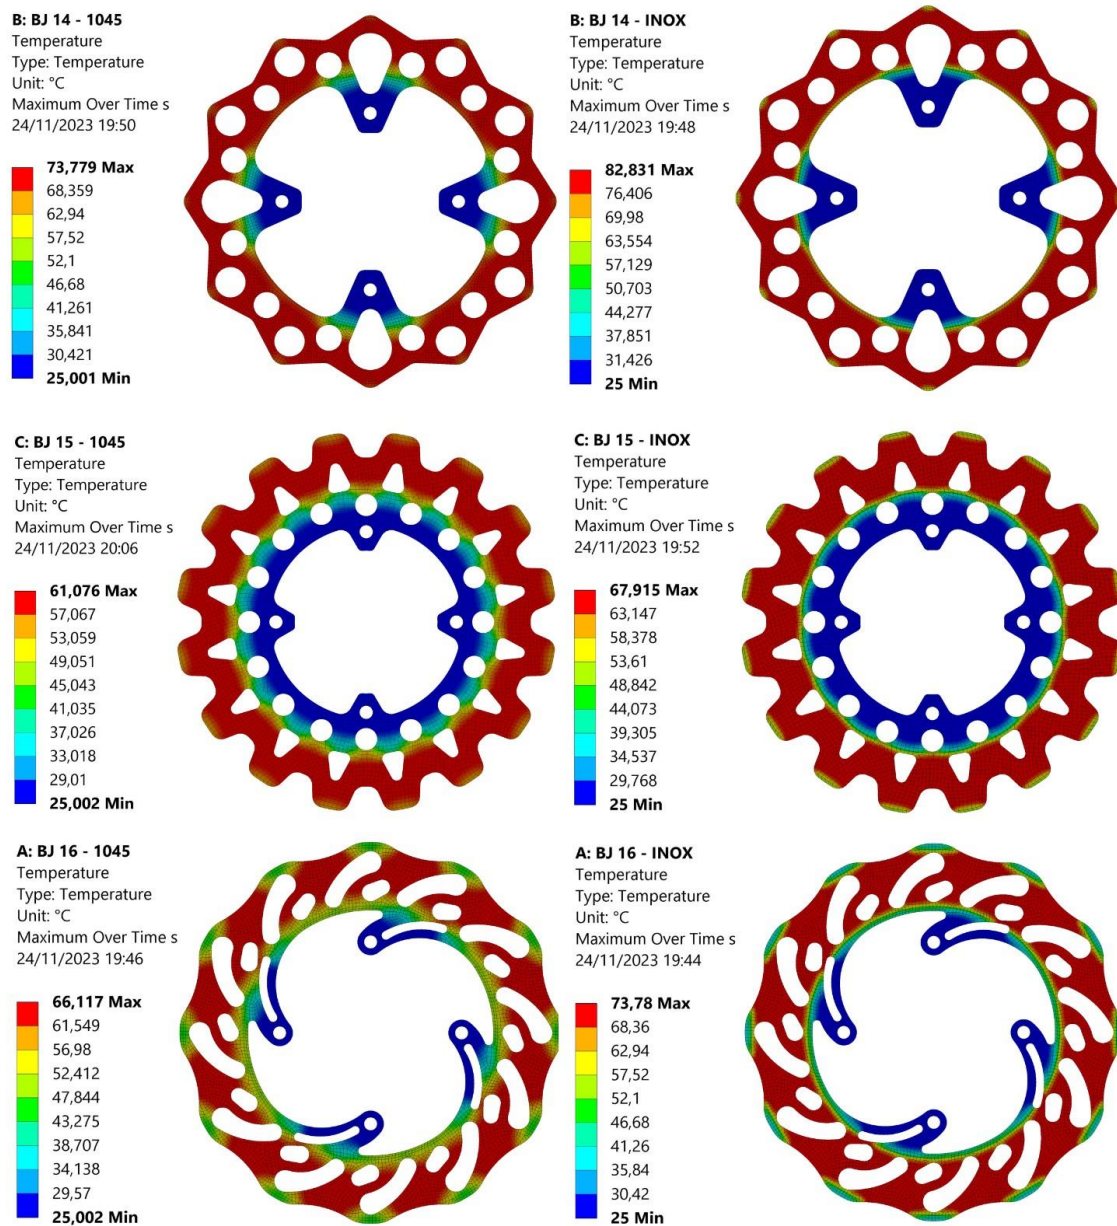 B: BJ 14 - 1045
Temperature
Type: Temperature
Unit: °C
Maximum Over Time s
24/11/2023 19:50
73,779 Max
68,359
62,94
57,52
52,1
46,68
41,261
35,841
30,421
25,001 Min
B: BJ 14 - INOX
Temperature
Type: Temperature
Unit: °C
Maximum Over Time s
24/11/2023 19:48
82,831 Max
76,406
69,98
63,554
57,129
50,703
44,277
37,851
31,426
25 Min
C: BJ 15 - 1045
Temperature
Type: Temperature
Unit: °C
Maximum Over Time s
24/11/2023 20:06
61,076 Max
57,067
53,059
49,051
45,043
41,035
37,026
33,018
29,01
25,002 Min
C: BJ 15 - INOX
Temperature
Type: Temperature
Unit: °C
Maximum Over Time s
24/11/2023 19:52
67,915 Max
63,147
58,378
53,61
48,842
44,073
39,305
34,537
29,768
25 Min
A: BJ 16 - 1045
Temperature
Type: Temperature
Unit: °C
Maximum Over Time s
24/11/2023 19:46
66,117 Max
61,549
56,98
52,412
47,844
43,275
38,707
34,138
29,57
25,002 Min
A: BJ 16 - INOX
Temperature
Type: Temperature
Unit: °C
Maximum Over Time s
24/11/2023 19:44
73,78 Max
68,36
62,94
57,52
52,1
46,68
41,26
35,84
30,42
25 Min